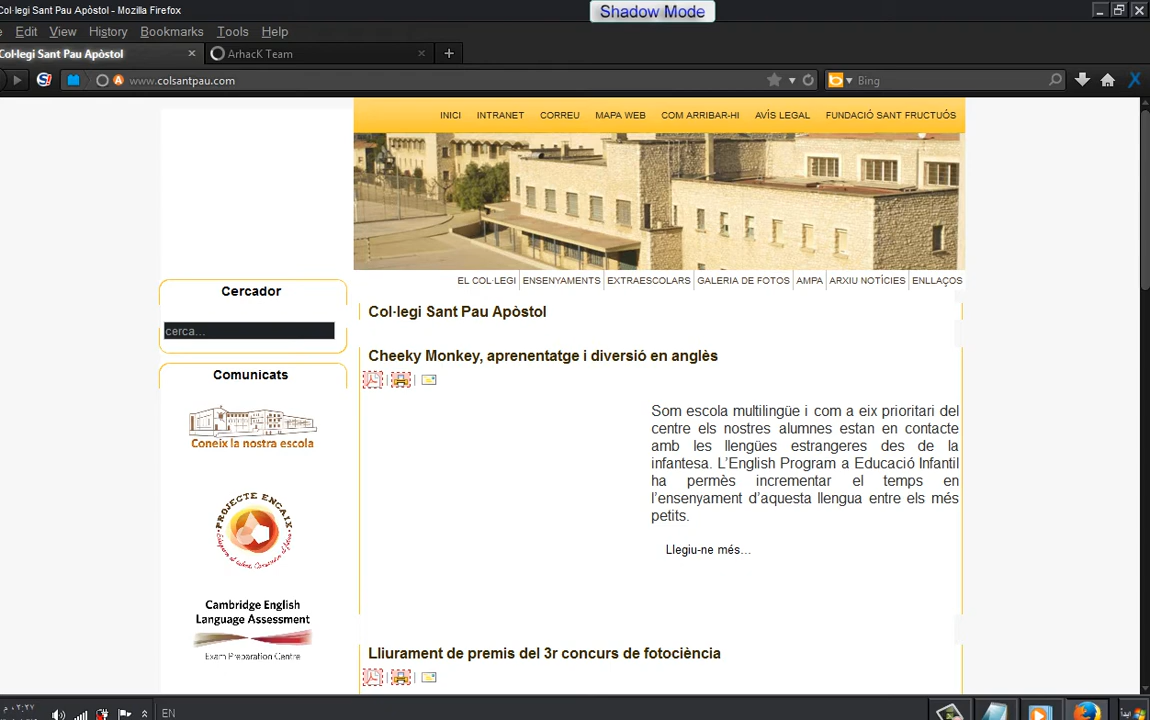 Col·legi Sant Pau Apòstol - Mozilla Firefox
Shadow Mode
Edit View History Bookmarks Tools Help
Col·legi Sant Pau Apòstol
ArhacK Team
www.colsantpau.com
Bing
INICI INTRANET CORREU MAPA WEB COM ARRIBAR-HI AVÍS LEGAL FUNDACIÓ SANT FRUCTUÓS
EL COL·LEGI ENSENYAMENTS EXTRAESCOLARS GALERIA DE FOTOS AMPA ARXIU NOTÍCIES ENLLAÇOS
Cercador
cerca...
Comunicats
Coneix la nostra escola
PROJECTE ENCAIX
Cambridge English
Language Assessment
Exam Preparation Centre
Col·legi Sant Pau Apòstol
Cheeky Monkey, aprenentatge i diversió en anglès
Som escola multilingüe i com a eix prioritari del
centre els nostres alumnes estan en contacte
amb les llengües estrangeres des de la
infantesa. L'English Program a Educació Infantil
ha permès incrementar el temps en
l'ensenyament d'aquesta llengua entre els més
petits.
Llegiu-ne més...
Lliurament de premis del 3r concurs de fotociència
EN
٠٢:٢٧ م
ابدأ